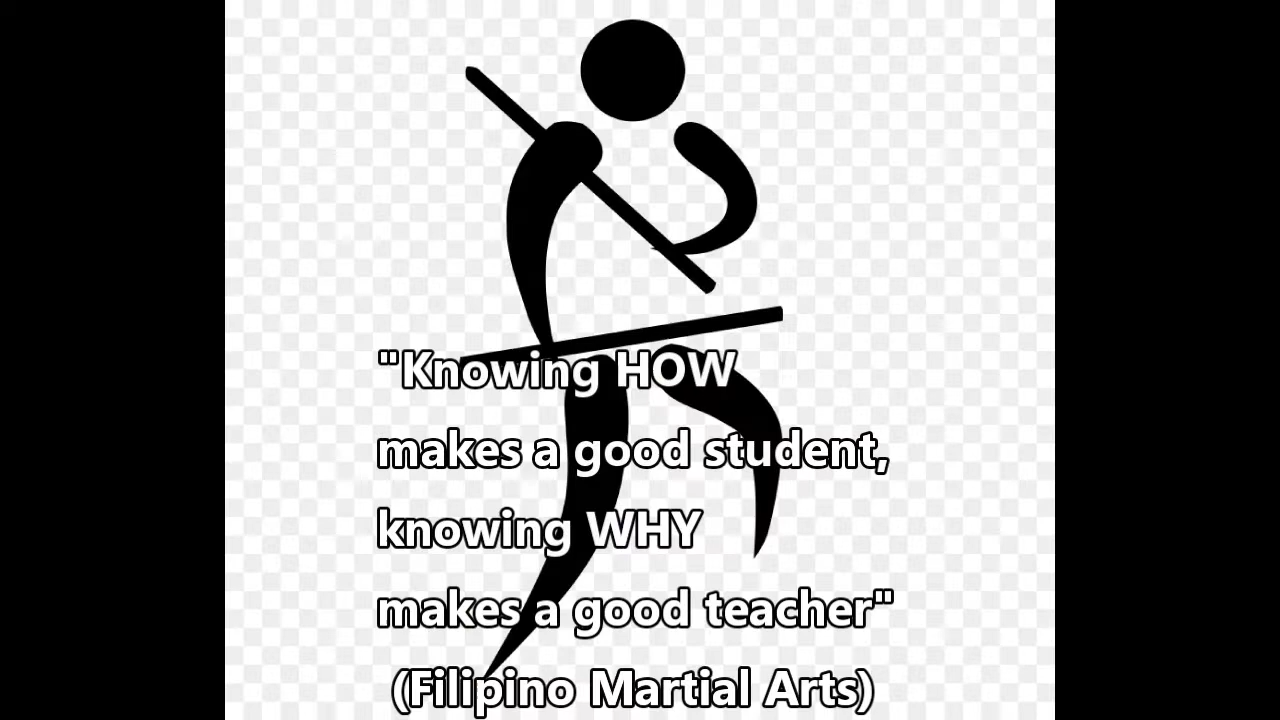 "Knowing HOW
makes a good student,
knowing WHY
makes a good teacher"
(Filipino Martial Arts)